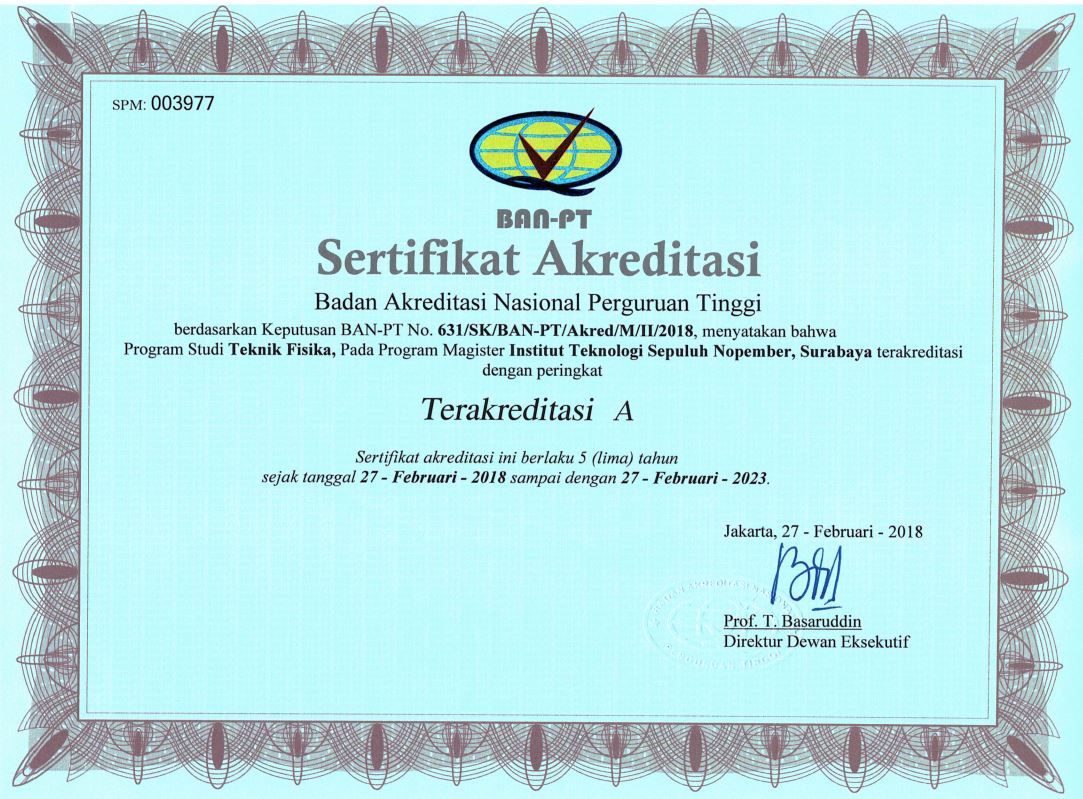 SPM: 003977
BAN-PT
Sertifikat Akreditasi
Badan Akreditasi Nasional Perguruan Tinggi
berdasarkan Keputusan BAN-PT No. 631/SK/BAN-PT/Akred/M/II/2018, menyatakan bahwa
Program Studi Teknik Fisika, Pada Program Magister Institut Teknologi Sepuluh Nopember, Surabaya terakreditasi
dengan peringkat
Terakreditasi A
Sertifikat akreditasi ini berlaku 5 (lima) tahun
sejak tanggal 27 - Februari - 2018 sampai dengan 27 - Februari - 2023.
Jakarta, 27 - Februari - 2018
Prof. T. Basaruddin
Direktur Dewan Eksekutif